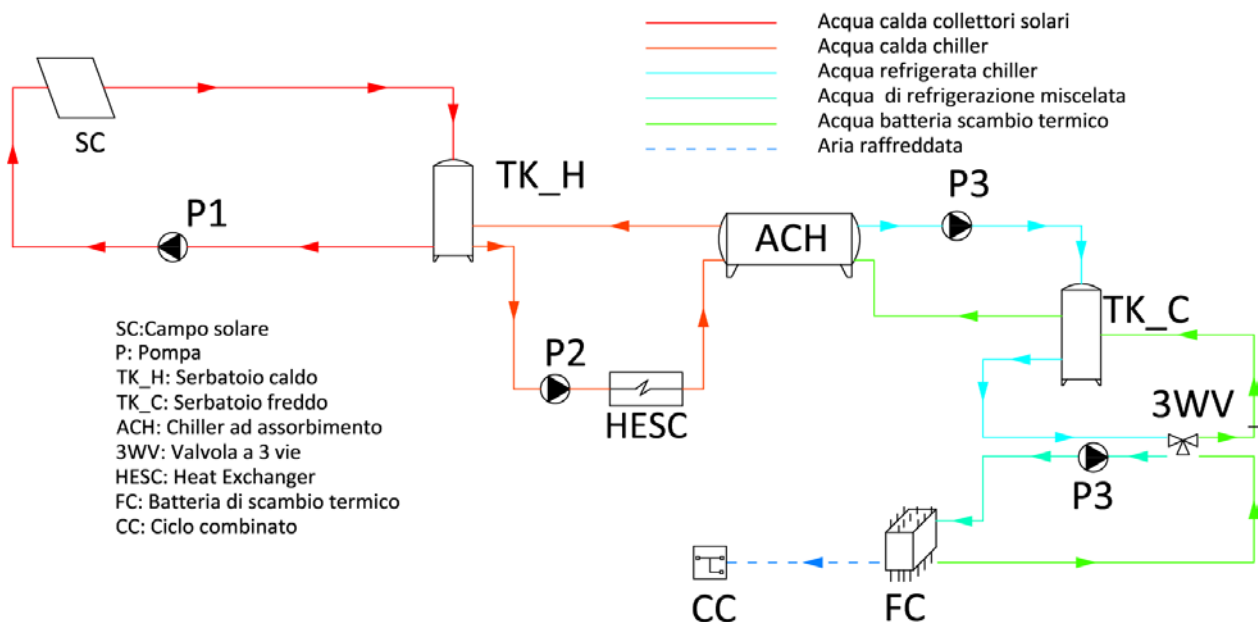 Acqua calda collettori solari
Acqua calda chiller
Acqua refrigerata chiller
Acqua di refrigerazione miscelata
Acqua batteria scambio termico
Aria raffreddata
SC
TK_H
P3
P1
ACH
TK_C
SC:Campo solare
P: Pompa
TK_H: Serbatoio caldo
TK_C: Serbatoio freddo
ACH: Chiller ad assorbimento
3WV: Valvola a 3 vie
HESC: Heat Exchanger
FC: Batteria di scambio termico
CC: Ciclo combinato
P2
HESC
3WV_
P3
CC
FC